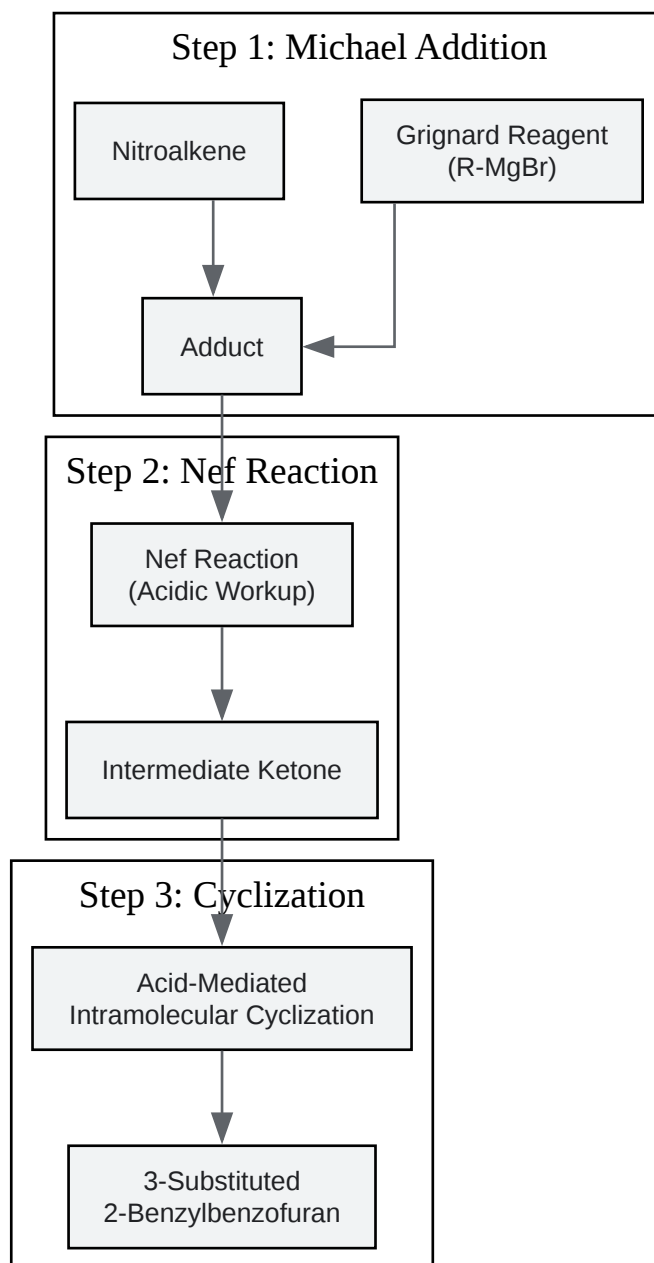 Step 1: Michael Addition
Nitroalkene
Grignard Reagent
(R-MgBr)
Adduct
Step 2: Nef Reaction
Nef Reaction
(Acidic Workup)
Intermediate Ketone
Step 3: Cyclization
Acid-Mediated
Intramolecular Cyclization
3-Substituted
2-Benzylbenzofuran